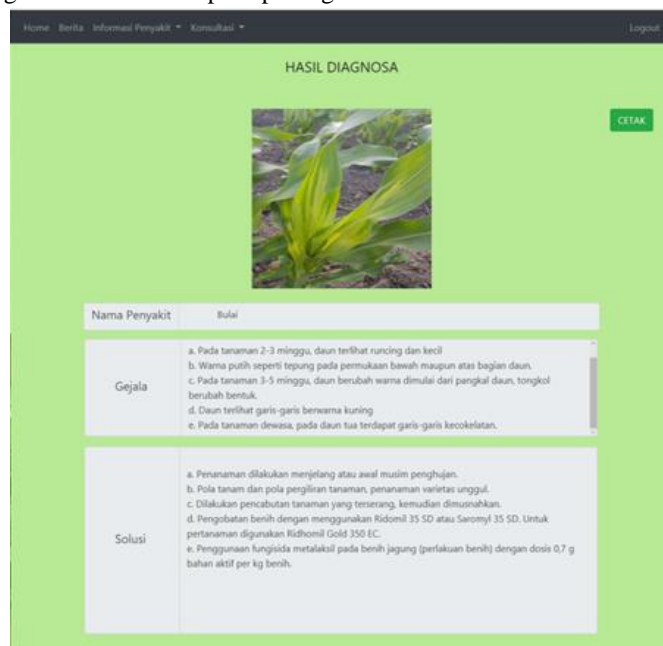 Home Berita Informasi Penyakit Konsultasi Logout
HASIL DIAGNOSA
CETAK
Nama Penyakit Bulai
Gejala
a. Pada tanaman 2-3 minggu, daun terlihat runcing dan kecil
b. Warna putih seperti tepung pada permukaan bawah maupun atas bagian daun.
c. Pada tanaman 3-5 minggu, daun berubah warna dimulai dari pangkal daun, tongkol
berubah bentuk.
d. Daun terlihat garis-garis berwarna kuning
e. Pada tanaman dewasa, pada daun tua terdapat garis-garis kecokelatan.
Solusi
a. Penanaman dilakukan menjelang atau awal musim penghujan.
b. Pola tanam dan pola pergiliran tanaman, penanaman varietas unggul.
c. Dilakukan pencabutan tanaman yang terserang, kemudian dimusnahkan.
d. Pengobatan benih dengan menggunakan Ridomil 35 SD atau Saromyl 35 SD. Untuk
pertanaman digunakan Ridhomil Gold 350 EC.
e. Penggunaan fungisida metalaksil pada benih jagung (perlakuan benih) dengan dosis 0,7 g
bahan aktif per kg benih.